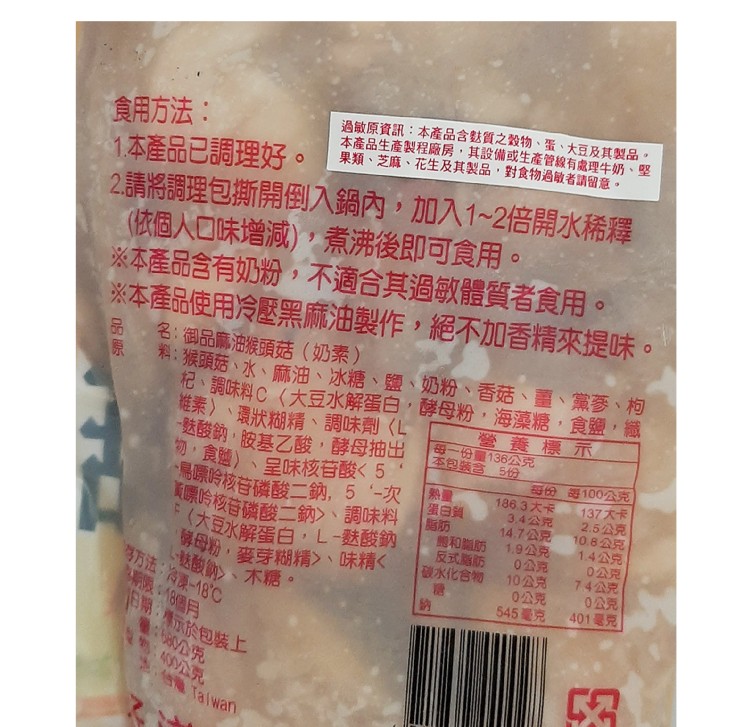 食用方法：
過敏原資訊：本產品含麩質之穀物、蛋、大豆及其製品。
本產品生產製程廠房，其設備或生產管線有處理牛奶、堅
果類、芝麻、花生及其製品，對食物過敏者請留意。
1.本產品已調理好。
2.請將調理包撕開倒入鍋內，加入1~2倍開水稀釋
(依個人口味增減)，煮沸後即可食用。
※本產品含有奶粉，不適合其過敏體質者食用。
※本產品使用冷壓黑麻油製作，絕不加香精來提味。
品 名：御品麻油猴頭菇（奶素）
原 料：猴頭菇、水、麻油、冰糖、鹽、奶粉、香菇、薑、黨蔘、枸
杞、調味料C〈大豆水解蛋白，酵母粉，海藻糖，食鹽，纖
維素〉、環狀糊精、調味劑〈L
-麩酸鈉，胺基乙酸，酵母抽出
物，食鹽〉、呈味核苷酸<5‘
-嘌呤核苷磷酸二鈉, 5‘-次
黃嘌呤核苷磷酸二鈉>、調味料
F〈大豆水解蛋白，L-麩酸鈉
酵母粉，麥芽糊精〉、味精<
-麩酸鈉>、木糖。
存方法：冷凍-18℃
期限：18個月
日期：標示於包裝上
量：680公克
400公克
台灣 Taiwan
營養標示
每一份量136公克
本包裝含 5份
每份 每100公克
熱量 186.3大卡 137大卡
蛋白質 3.4公克 2.5公克
脂肪 14.7公克 10.8公克
飽和脂肪 1.9公克 1.4公克
反式脂肪 0公克 0公克
碳水化合物 10公克 7.4公克
糖 0公克 0公克
鈉 545毫克 401毫克